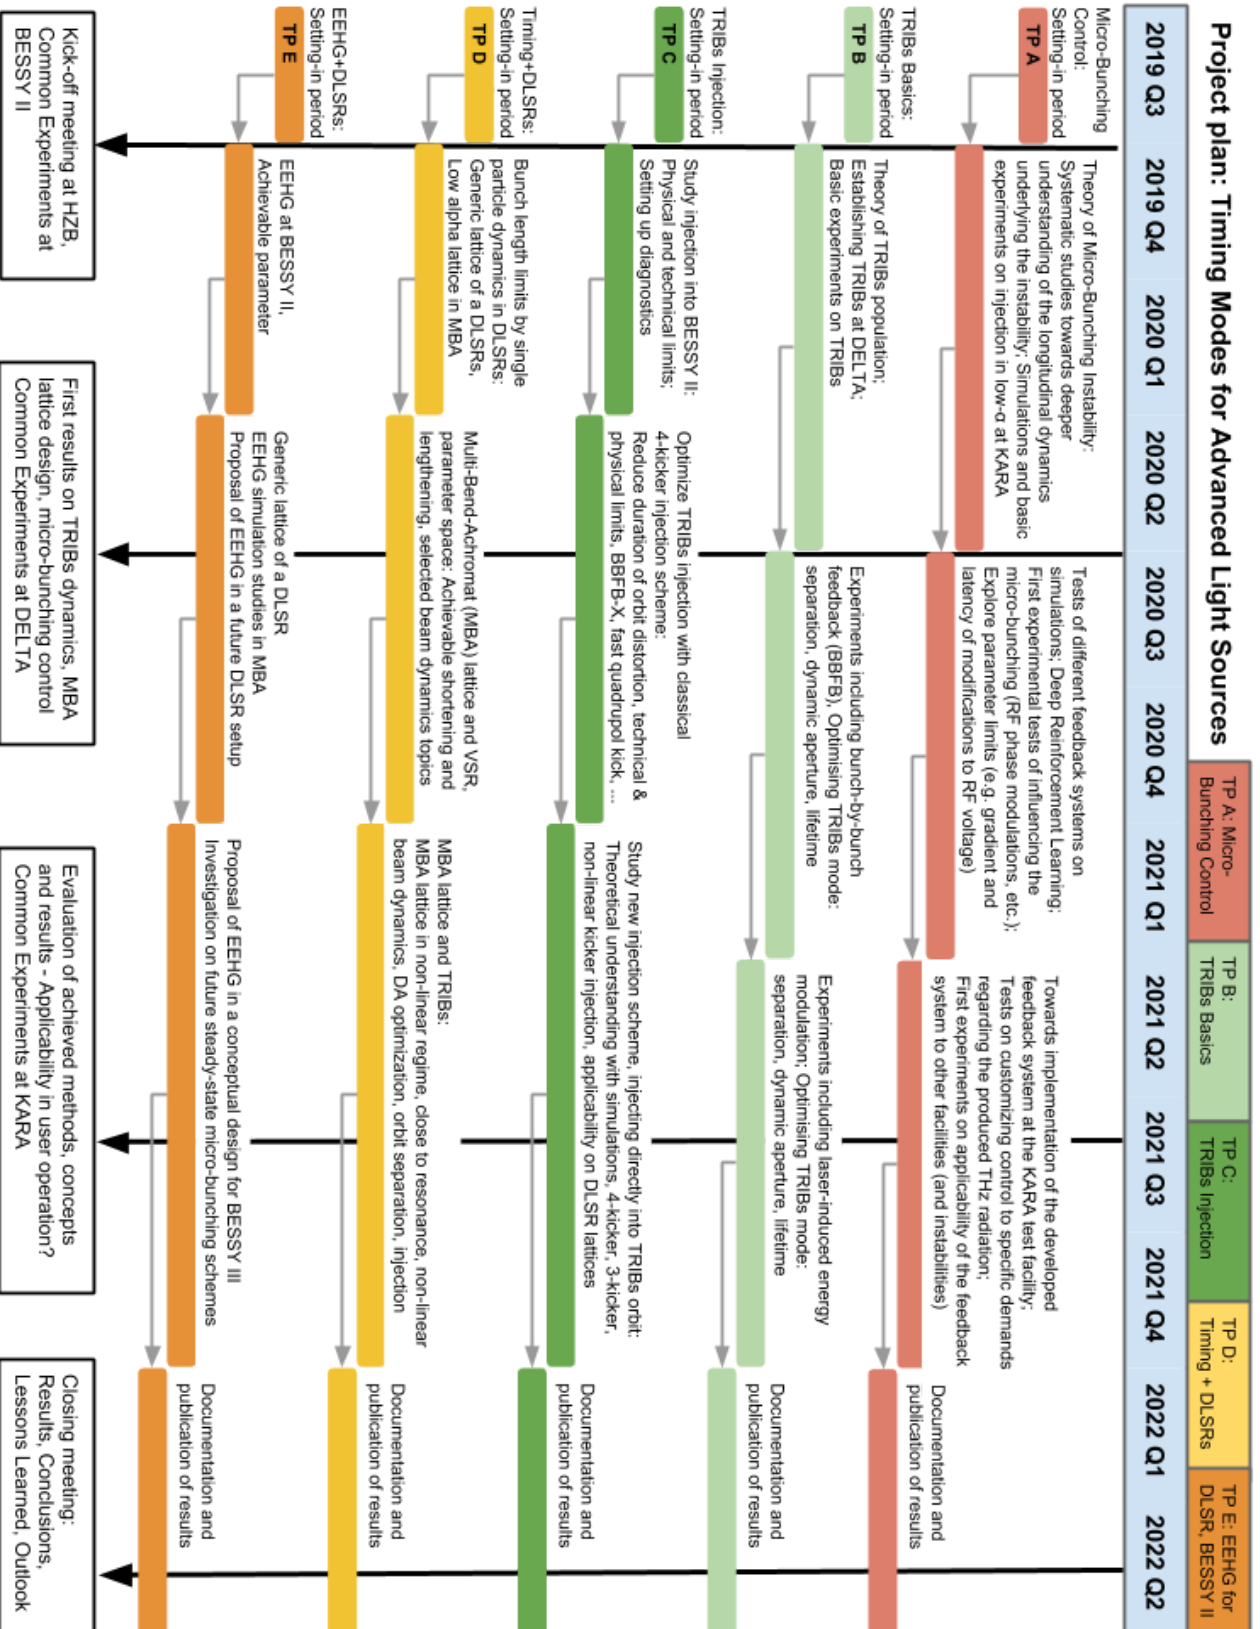 Project plan: Timing Modes for Advanced Light Sources
TP A: Micro-
Bunching Control
TP B:
TRIBs Basics
TP C:
TRIBs Injection
TP D:
Timing + DLSRs
TP E: EEHG for
DLSR, BESSY II
2019 Q3
2019 Q4
2020 Q1
2020 Q2
2020 Q3
2020 Q4
2021 Q1
2021 Q2
2021 Q3
2021 Q4
2022 Q1
2022 Q2
Micro-Bunching
Control:
Setting-in period
TP A
Theory of Micro-Bunching Instability:
Systematic studies towards deeper
understanding of the longitudinal dynamics
underlying the instability; Simulations and basic
experiments on injection in low-α at KARA
Tests of different feedback systems on
simulations; Deep Reinforcement Learning;
First experimental tests of influencing the
micro-bunching (RF phase modulations, etc.);
Explore parameter limits (e.g. gradient and
latency of modifications to RF voltage)
Towards implementation of the developed
feedback system at the KARA test facility;
Tests on customizing control to specific demands
regarding the produced THz radiation;
First experiments on applicability of the feedback
system to other facilities (and instabilities)
Documentation and
publication of results
TRIBs Basics:
Setting-in period
TP B
Theory of TRIBs population;
Establishing TRIBs at DELTA;
Basic experiments on TRIBs
Experiments including bunch-by-bunch
feedback (BBFB), Optimising TRIBs mode:
separation, dynamic aperture, lifetime
Experiments including laser-induced energy
modulation; Optimising TRIBs mode:
separation, dynamic aperture, lifetime
Documentation and
publication of results
TRIBs Injection:
Setting-in period
TP C
Study injection into BESSY II:
Physical and technical limits;
Setting up diagnostics
Optimize TRIBs injection with classical
4-kicker injection scheme:
Reduce duration of orbit distortion, technical &
physical limits, BBFB-X, fast quadrupol kick, ...
Study new injection scheme, injecting directly into TRIBs orbit:
Theoretical understanding with simulations, 4-kicker, 3-kicker,
non-linear kicker injection, applicability on DLSR lattices
Documentation and
publication of results
Timing+DLSRs:
Setting-in period
TP D
Bunch length limits by single
particle dynamics in DLSRs:
Generic lattice of a DLSRs,
Low alpha lattice in MBA
Multi-Bend-Achromat (MBA) lattice and VSR,
parameter space: Achievable shortening and
lengthening, selected beam dynamics topics
MBA lattice and TRIBs:
MBA lattice in non-linear regime, close to resonance, non-linear
beam dynamics, DA optimization, orbit separation, injection
Documentation and
publication of results
EEHG+DLSRs:
Setting-in period
TP E
EEHG at BESSY II,
Achievable parameter
Generic lattice of a DLSR
EEHG simulation studies in MBA
Proposal of EEHG in a future DLSR setup
Proposal of EEHG in a conceptual design for BESSY III
Investigation on future steady-state micro-bunching schemes
Documentation and
publication of results
Kick-off meeting at HZB,
Common Experiments at
BESSY II
First results on TRIBs dynamics, MBA
lattice design, micro-bunching control
Common Experiments at DELTA
Evaluation of achieved methods, concepts
and results - Applicability in user operation?
Common Experiments at KARA
Closing meeting:
Results, Conclusions,
Lessons Learned, Outlook